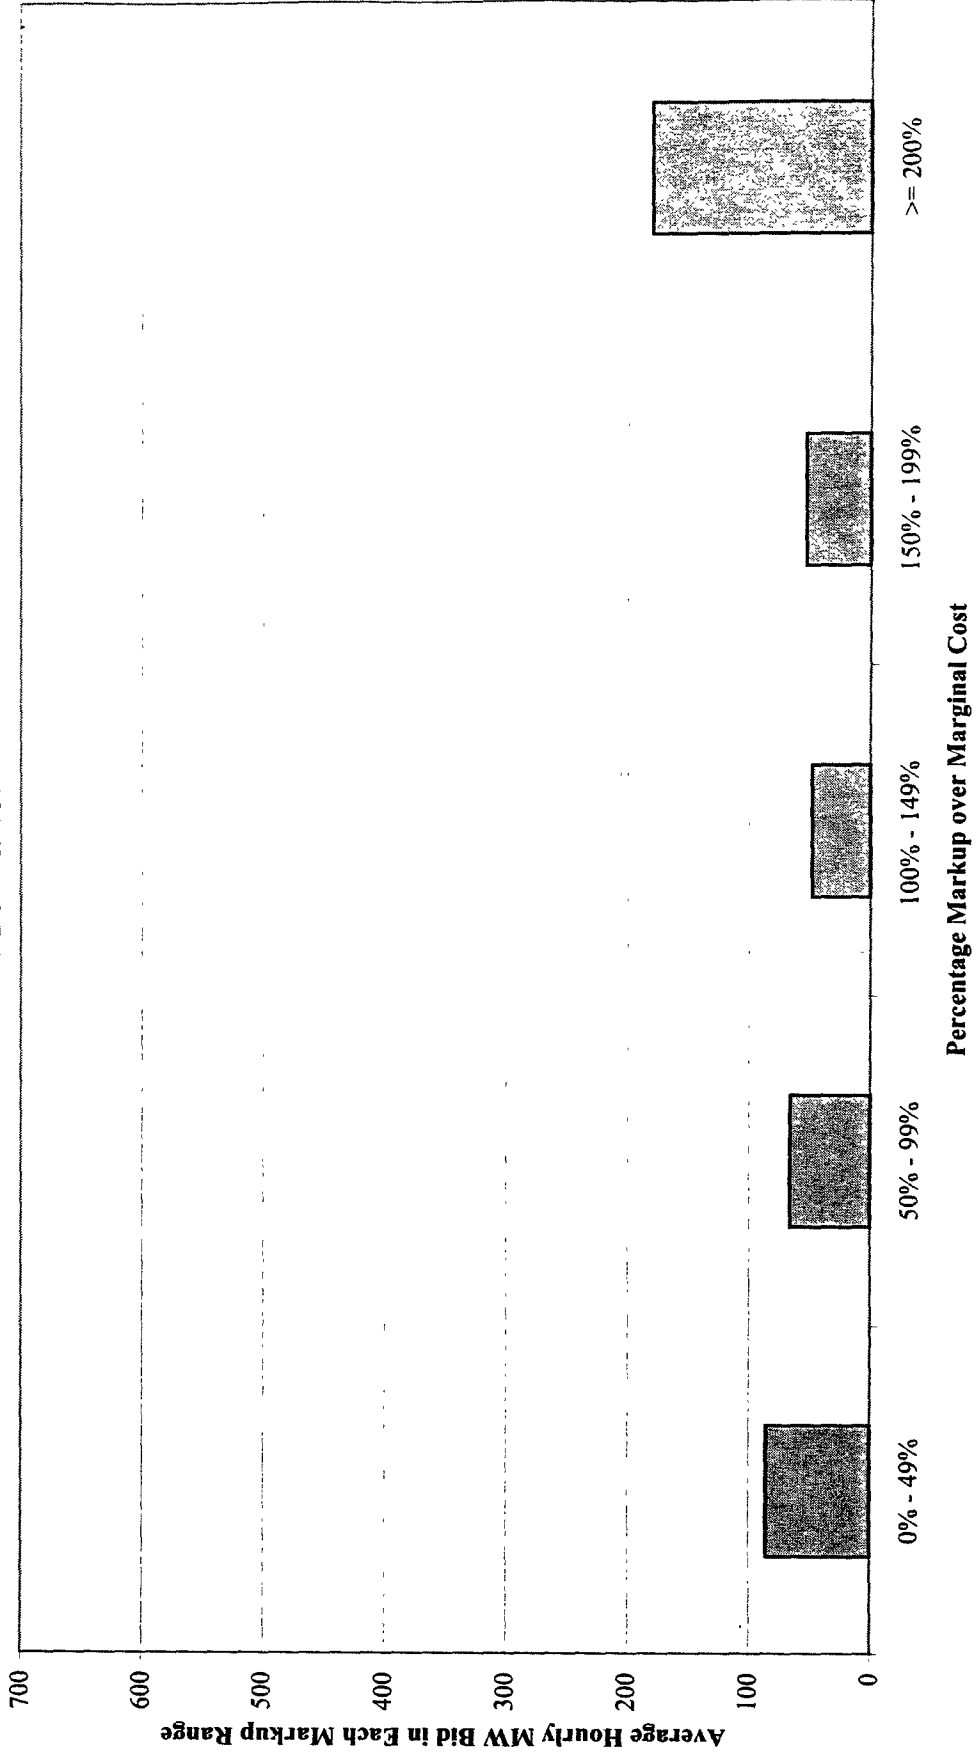 Average Hourly MW Bid in Each Markup Range
700
600
500
400
300
200
100
0
0% - 49%
50% - 99%
100% - 149%
150% - 199%
>= 200%
Percentage Markup over Marginal Cost